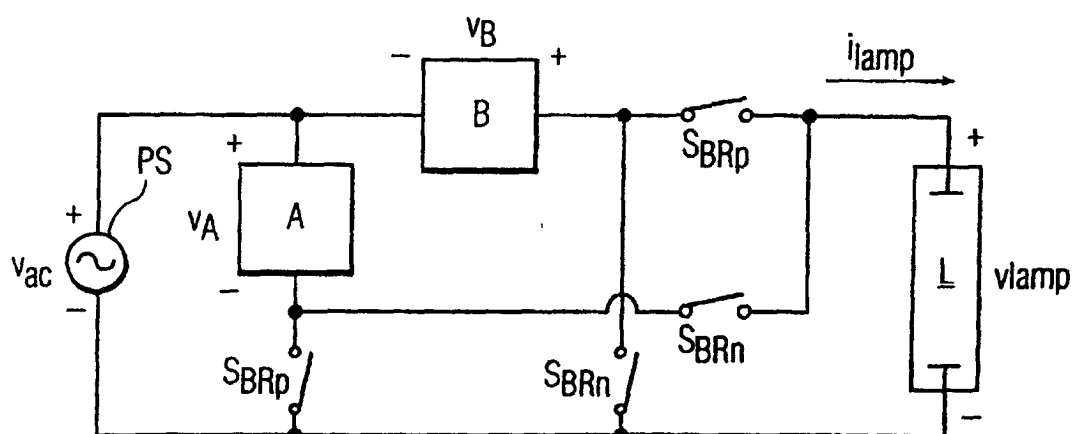 vB
− +
B
ilamp
SBRp
PS
+
A
vA
−
+
vac
−
+
L
vlamp
−
SBRn
SBRp
SBRn